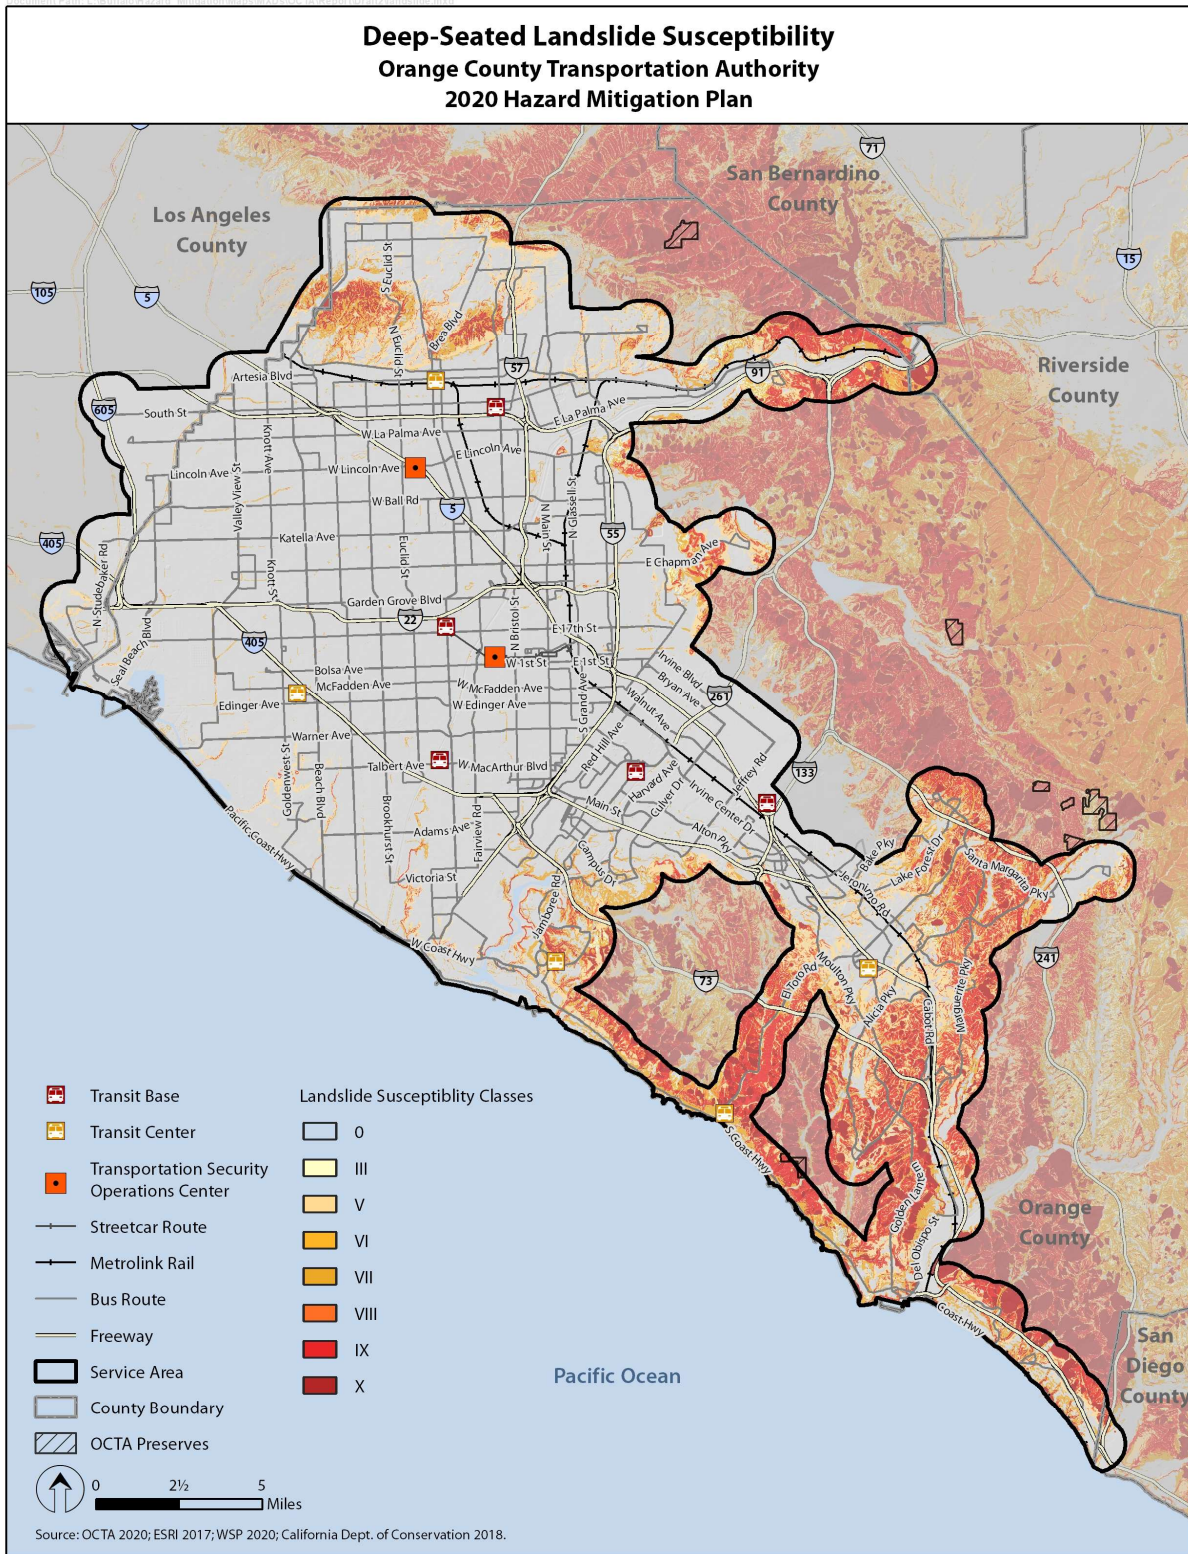 Deep-Seated Landslide Susceptibility
Orange County Transportation Authority
2020 Hazard Mitigation Plan
71
San Bernardino
County
Los Angeles
County
15
105
5
S Euclid St
N Euclid St
Brea Blvd
57
91
Riverside
County
Artesia Blvd
605
South St
E La Palma Ave
W La Palma Ave
Knott Ave
E Lincoln Ave
Lincoln Ave
W Lincoln Ave
Valley View St
W Ball Rd
5
N Glassell St
N Main St
55
405
Katella Ave
Euclid St
E Chapman Ave
N Studebaker Rd
Knott St
Garden Grove Blvd
22
N Bristol St
E 17th St
Seal Beach Blvd
405
W 1st St
E 1st St
Irvine Blvd
Bolsa Ave
McFadden Ave
W McFadden Ave
Bryan Ave
261
Edinger Ave
W Edinger Ave
S Grand Ave
Walnut Ave
Warner Ave
Red Hill Ave
Talbert Ave
W MacArthur Blvd
Jeffrey Rd
133
Goldenwest St
Beach Blvd
Harvard Ave
Culver Dr
Irvine Center Dr
Pacific Coast Hwy
Brookhurst St
Main St
Adams Ave
Fairview Rd
Alton Pky
Campus Dr
Bake Pky
Lake Forest Dr
Santa Margarita Pky
Victoria St
Jeronimo Rd
Jamboree Rd
W Coast Hwy
73
El Toro Rd
Moulton Pky
Alicia Pky
Cabot Rd
Marguerite Pky
241
S Coast Hwy
Golden Lantern
Del Obispo St
Orange
County
Coast Hwy
San
Diego
County
Pacific Ocean
Transit Base
Transit Center
Transportation Security
Operations Center
Streetcar Route
Metrolink Rail
Bus Route
Freeway
Service Area
County Boundary
OCTA Preserves
Landslide Susceptiblity Classes
0
III
V
VI
VII
VIII
IX
X
0 2½ 5
Miles
Source: OCTA 2020; ESRI 2017; WSP 2020; California Dept. of Conservation 2018.